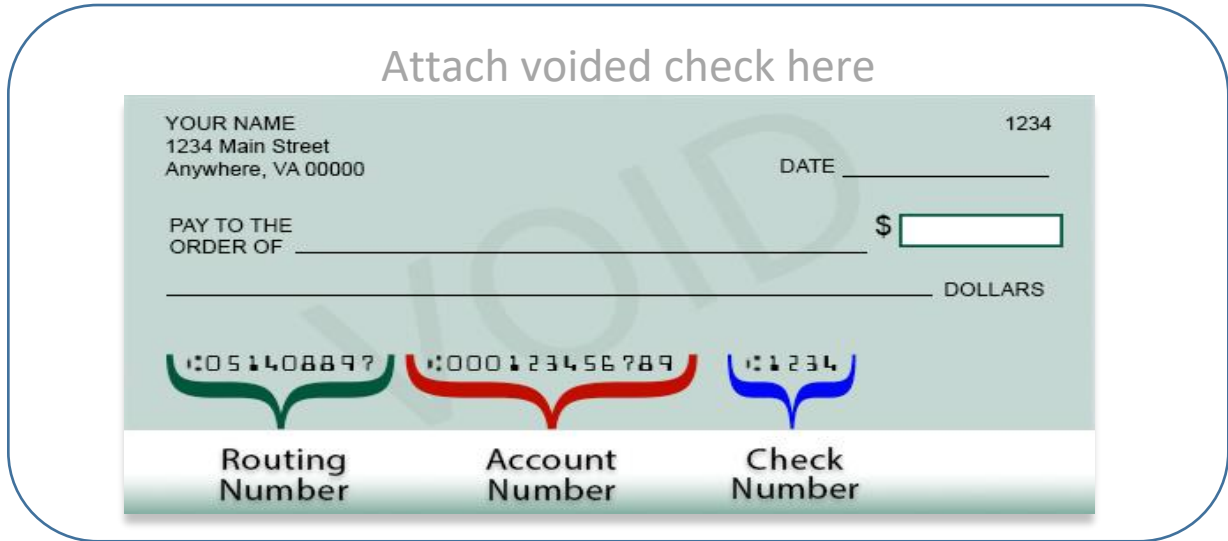 Attach voided check here
YOUR NAME
1234
1234 Main Street
Anywhere, VA 00000
DATE
PAY TO THE
ORDER OF
$
DOLLARS
VOID
⑆051408897 ⑆000123456789 ⑆1234
Routing Number
Account Number
Check Number